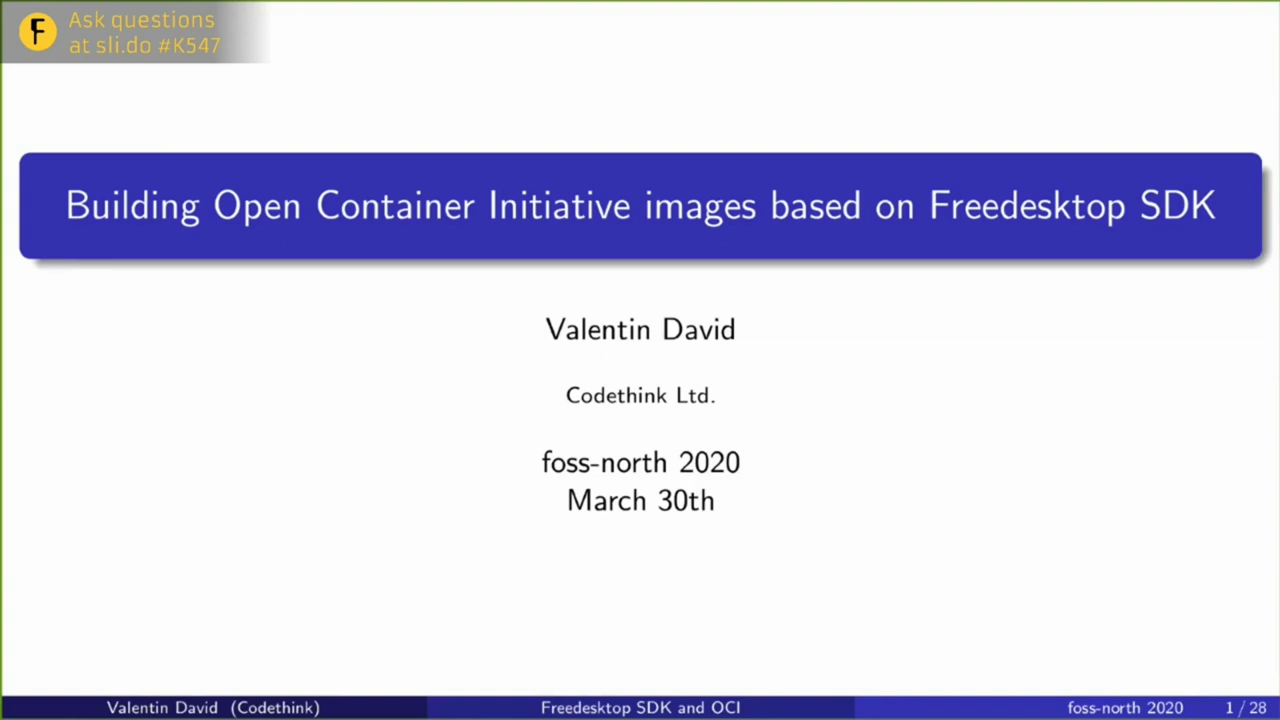 F
Ask questions
at sli.do #K547
Building Open Container Initiative images based on Freedesktop SDK
Valentin David
Codethink Ltd.
foss-north 2020
March 30th
Valentin David (Codethink)
Freedesktop SDK and OCI
foss-north 2020
1 / 28